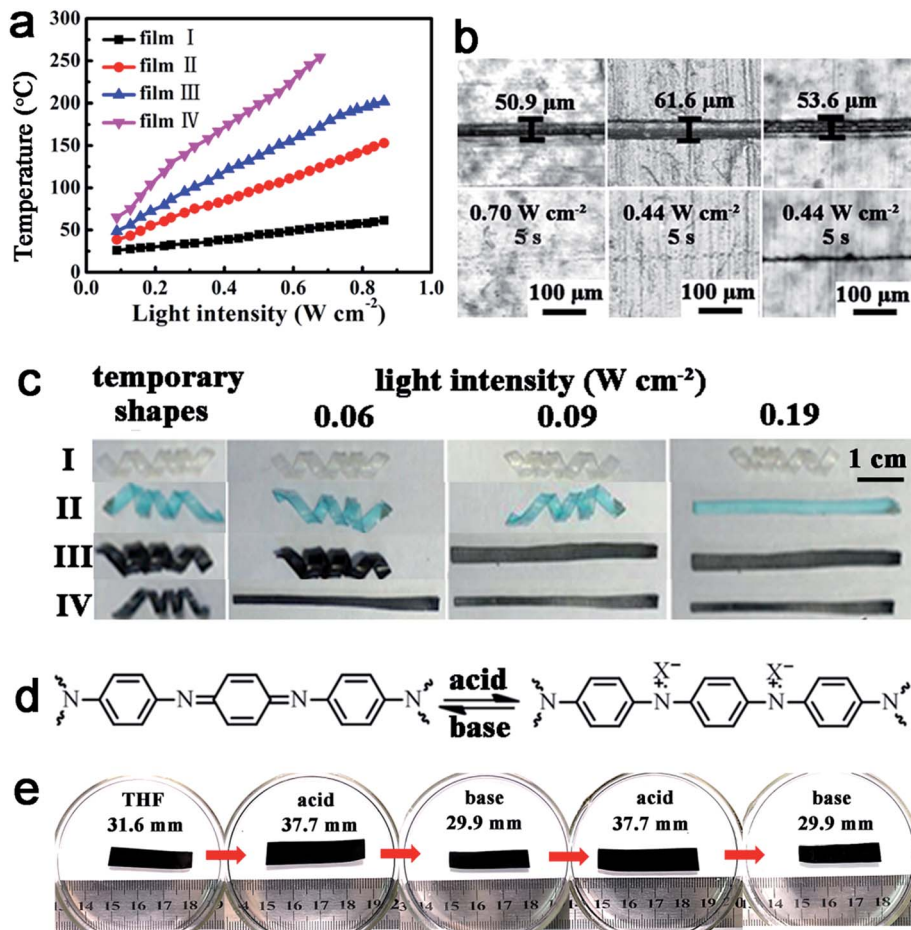 a
300
250
200
150
100
50
0
Temperature (°C)
film I
film II
film III
film IV
0.0 0.2 0.4 0.6 0.8 1.0
Light intensity (W cm⁻²)
b
50.9 μm 61.6 μm 53.6 μm
0.70 W cm⁻² 0.44 W cm⁻² 0.44 W cm⁻²
5 s 5 s 5 s
100 μm 100 μm 100 μm
c
temporary light intensity (W cm⁻²)
shapes 0.06 0.09 0.19
I
1 cm
II
III
IV
d
N N N N acid X⁻ X⁻
base N N N N
e
THF acid base acid base
31.6 mm 37.7 mm 29.9 mm 37.7 mm 29.9 mm